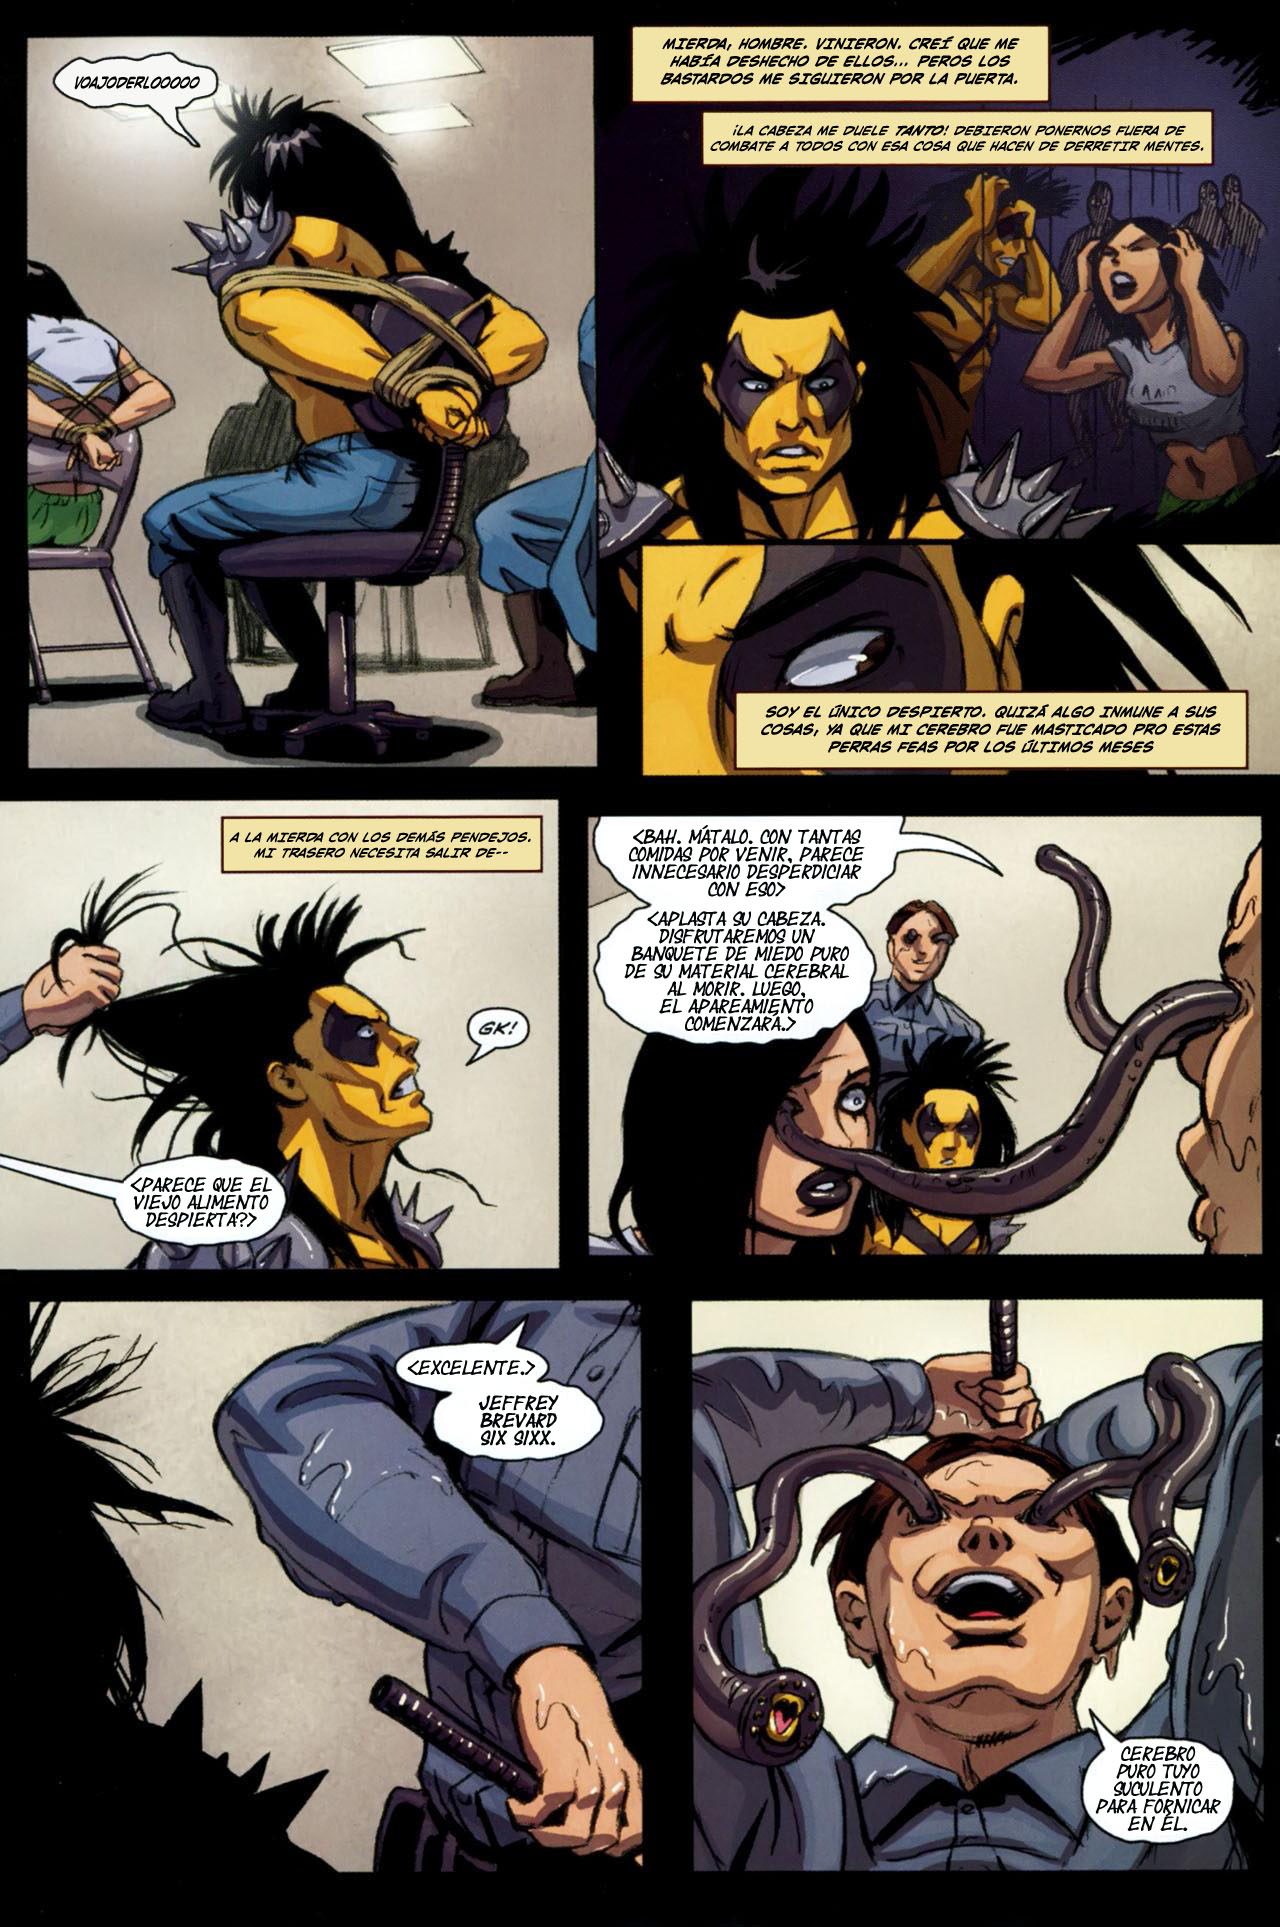 VOAJODERLOOOOO
MIERDA, HOMBRE. VINIERON. CREÍ QUE ME
HABÍA DESHECHO DE ELLOS... PEROS LOS
BASTARDOS ME SIGUIERON POR LA PUERTA.
¡LA CABEZA ME DUELE TANTO! DEBIERON PONERNOS FUERA DE
COMBATE A TODOS CON ESA COSA QUE HACEN DE DERRETIR MENTES.
SOY EL ÚNICO DESPIERTO. QUIZÁ ALGO INMUNE A SUS
COSAS, YA QUE MI CEREBRO FUE MASTICADO PRO ESTAS
PERRAS FEAS POR LOS ÚLTIMOS MESES
A LA MIERDA CON LOS DEMÁS PENDEJOS.
MI TRASERO NECESITA SALIR DE--
GK!
<PARECE QUE EL
VIEJO ALIMENTO
DESPIERTA?>
<BAH. MÁTALO. CON TANTAS
COMIDAS POR VENIR, PARECE
INNECESARIO DESPERDICIAR
CON ESO>
<APLASTA SU CABEZA.
DISFRUTAREMOS UN
BANQUETE DE MIEDO PURO
DE SU MATERIAL CEREBRAL
AL MORIR. LUEGO,
EL APAREAMIENTO
COMENZARÁ.>
<EXCELENTE.>
JEFFREY
BREVARD
SIX SIXX.
CEREBRO
PURO TUYO
SUCULENTO
PARA FORNICAR
EN ÉL.